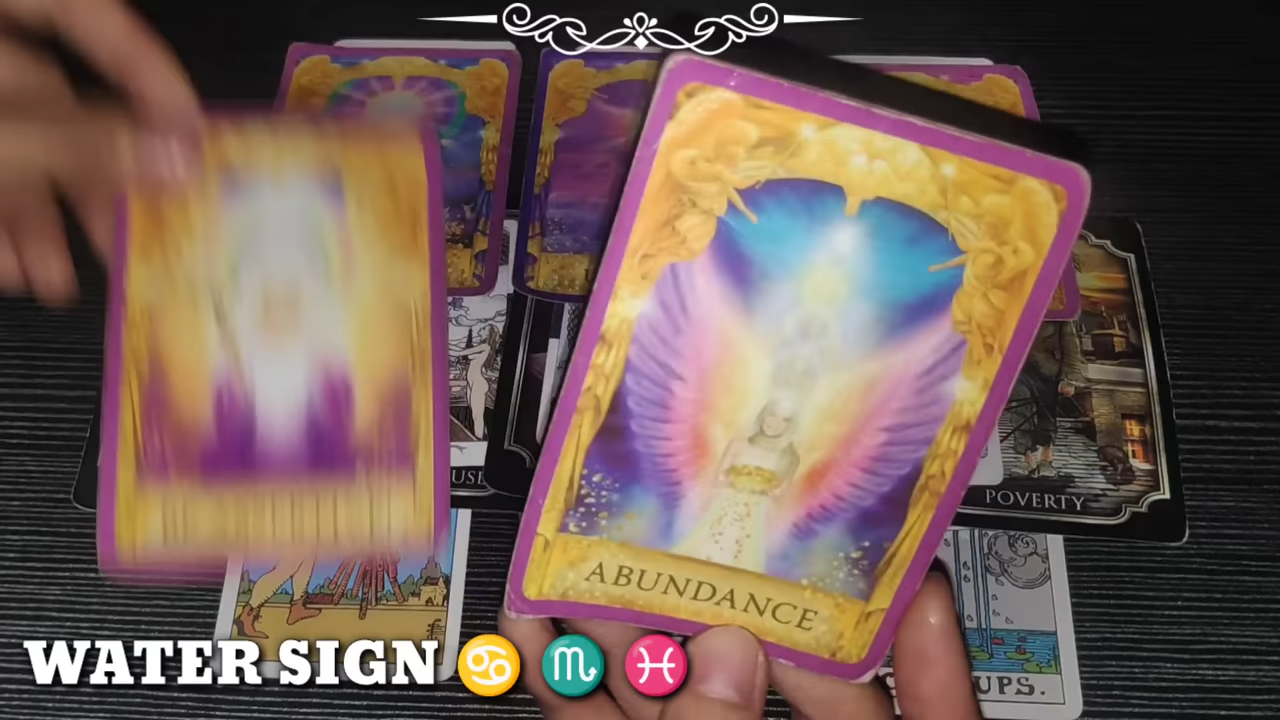 POVERTY
ABUNDANCE
WATER SIGN ♋ ♏ ♓